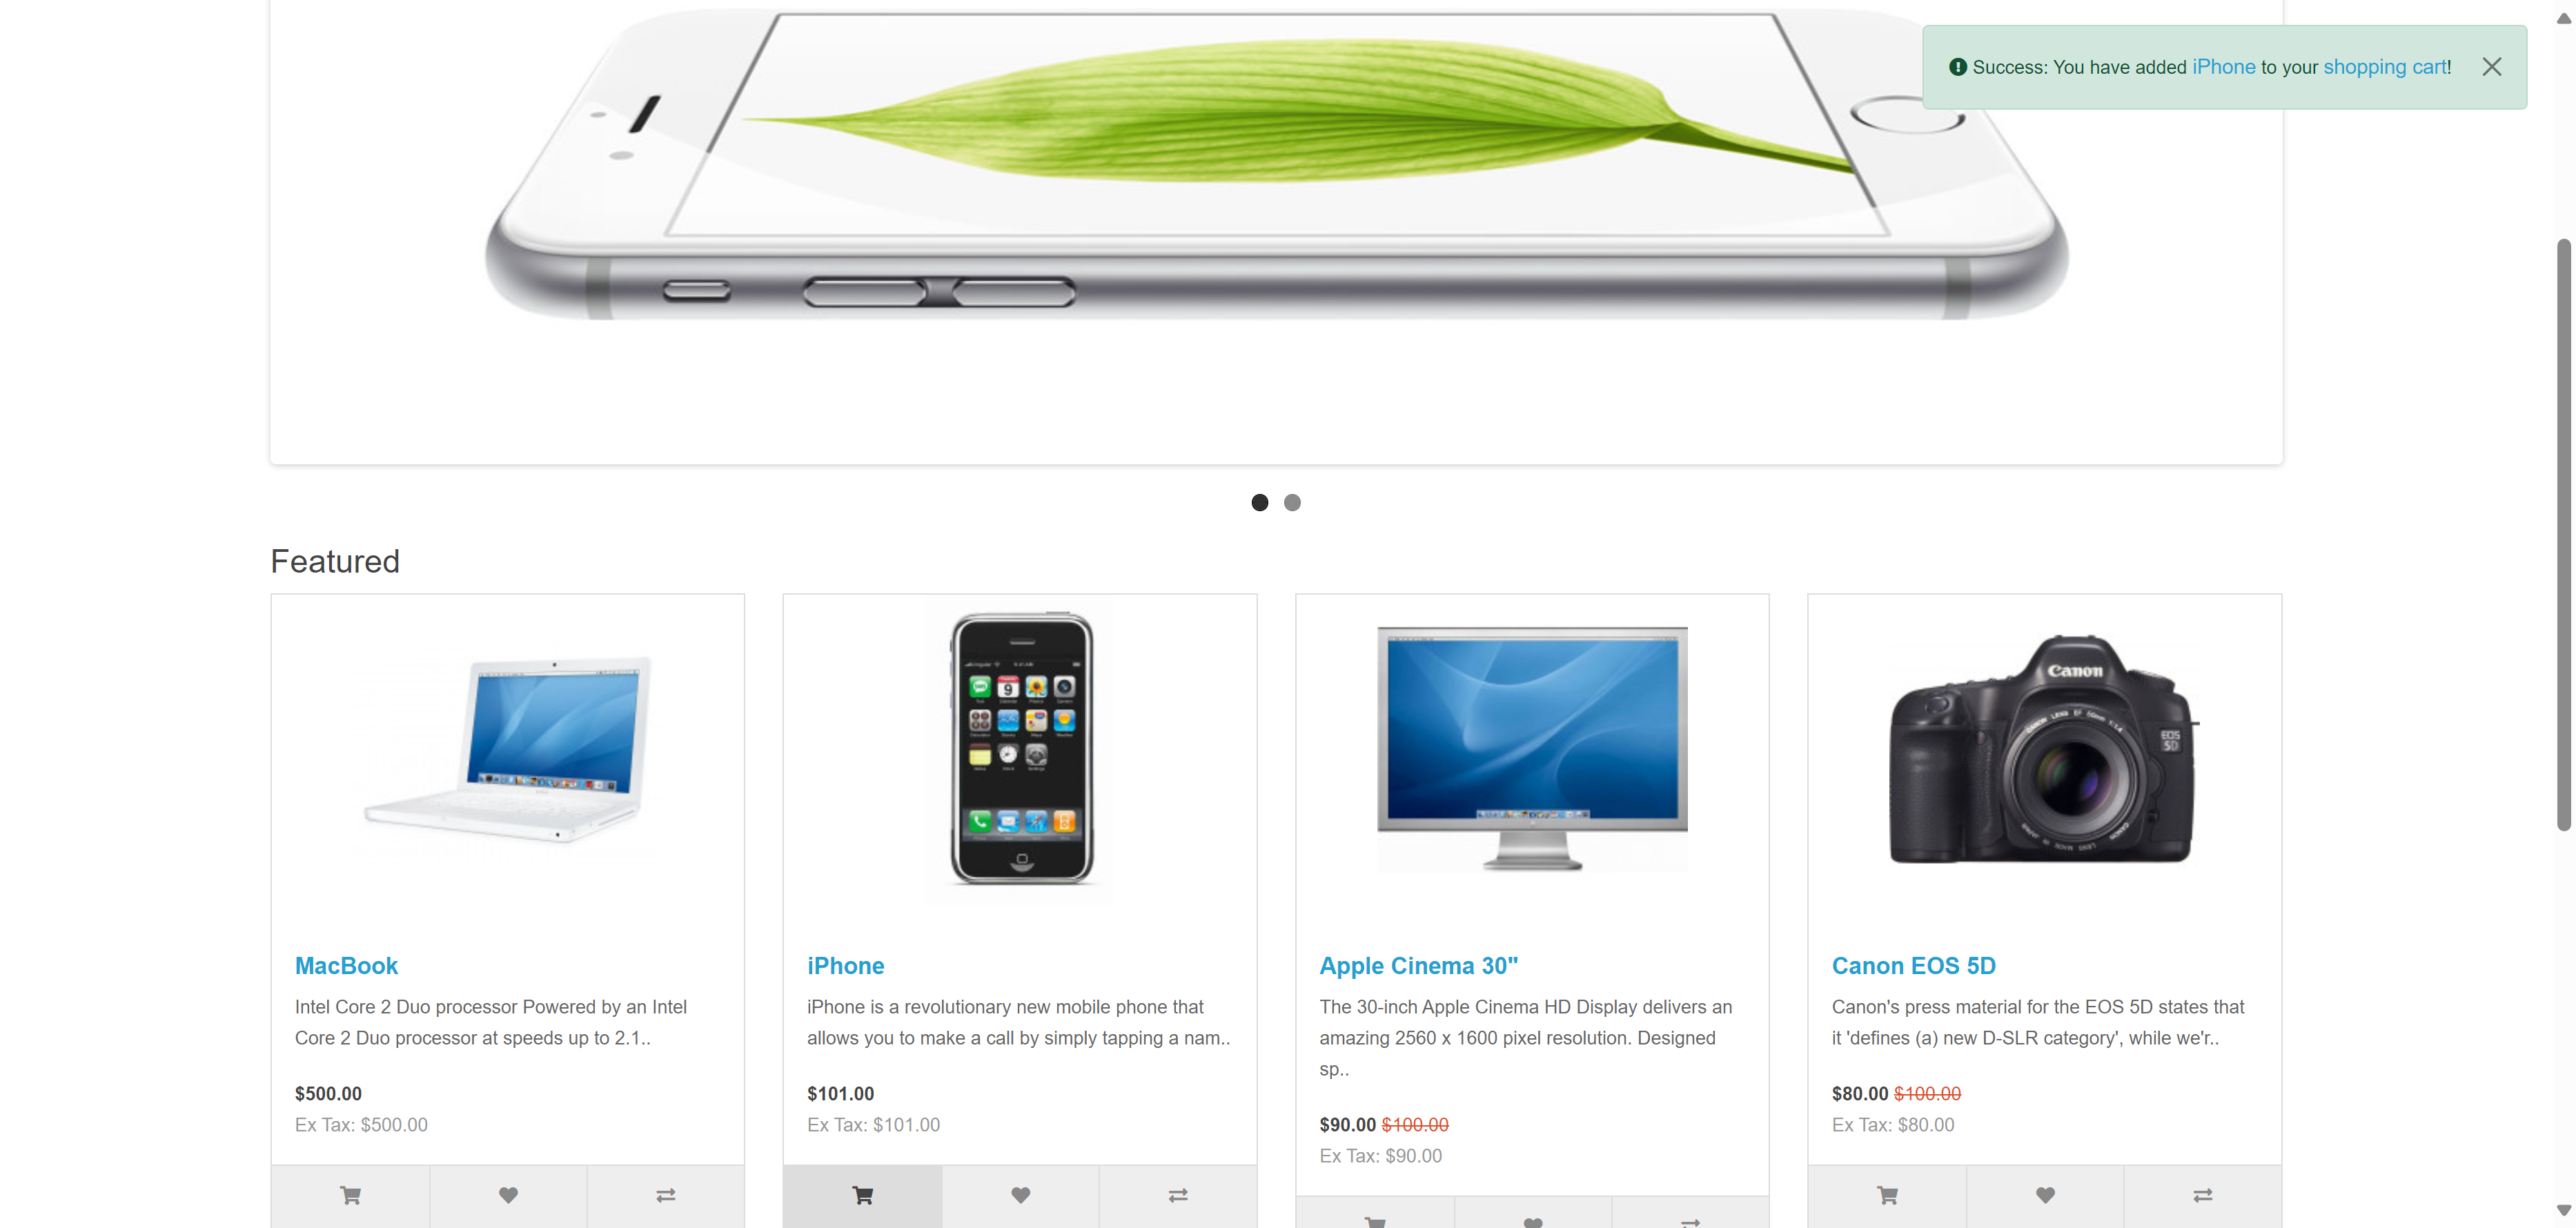 Success: You have added iPhone to your shopping cart!
Featured
Canon
EOS
5D
MacBook
Intel Core 2 Duo processor Powered by an Intel
Core 2 Duo processor at speeds up to 2.1..
$500.00
Ex Tax: $500.00
iPhone
iPhone is a revolutionary new mobile phone that
allows you to make a call by simply tapping a nam..
$101.00
Ex Tax: $101.00
Apple Cinema 30"
The 30-inch Apple Cinema HD Display delivers an
amazing 2560 x 1600 pixel resolution. Designed
sp..
$90.00 $100.00
Ex Tax: $90.00
Canon EOS 5D
Canon's press material for the EOS 5D states that
it 'defines (a) new D-SLR category', while we'r..
$80.00 $100.00
Ex Tax: $80.00